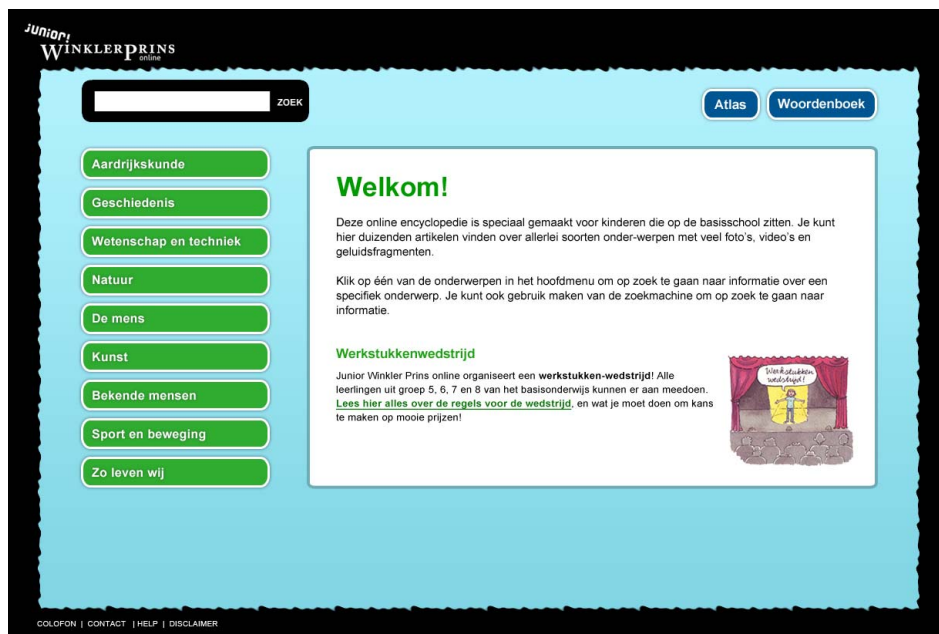 junior!
WINKLERPRINS
online
ZOEK
Atlas
Woordenboek
Aardrijkskunde
Geschiedenis
Wetenschap en techniek
Natuur
De mens
Kunst
Bekende mensen
Sport en beweging
Zo leven wij
Welkom!
Deze online encyclopedie is speciaal gemaakt voor kinderen die op de basisschool zitten. Je kunt
hier duizenden artikelen vinden over allerlei soorten onder-werpen met veel foto's, video's en
geluidsfragmenten.
Klik op één van de onderwerpen in het hoofdmenu om op zoek te gaan naar informatie over een
specifiek onderwerp. Je kunt ook gebruik maken van de zoekmachine om op zoek te gaan naar
informatie.
Werkstukkenwedstrijd
Junior Winkler Prins online organiseert een werkstukken-wedstrijd! Alle
leerlingen uit groep 5, 6, 7 en 8 van het basisonderwijs kunnen er aan meedoen.
Lees hier alles over de regels voor de wedstrijd, en wat je moet doen om kans
te maken op mooie prijzen!
Werkstukken
wedstrijd!
COLOFON | CONTACT | HELP | DISCLAIMER